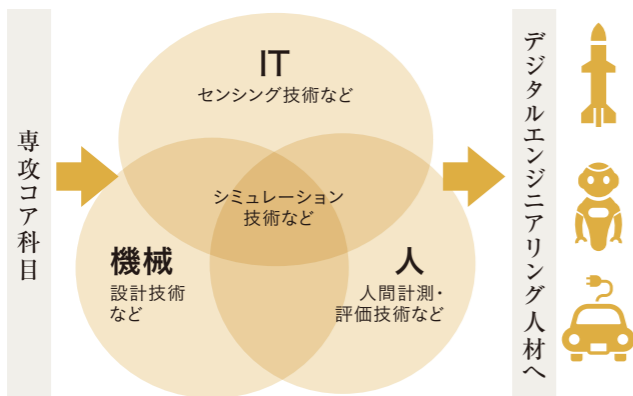 専攻コア科目
IT
センシング技術など
シミュレーション
技術など
機械
設計技術
など
人
人間計測・
評価技術など
デジタルエンジニアリング人材へ